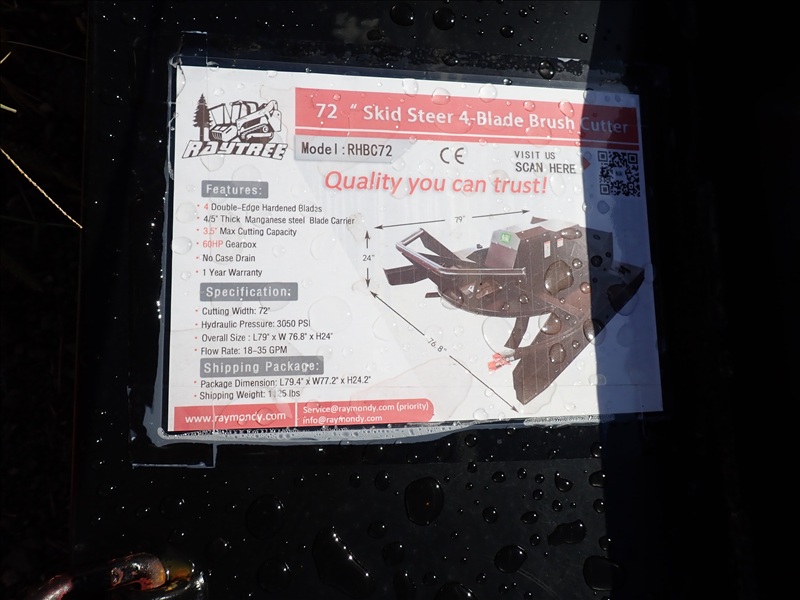 72 " Skid Steer 4-Blade Brush Cutter
RAYTREE
Model:RHBC72
CE
VISIT US
SCAN HERE
Quality you can trust!
Features:
• 4 Double-Edge Hardened Blades
• 4/5" Thick Manganese steel Blade Carrier
• 3.5" Max Cutting Capacity
• 60HP Gearbox
• No Case Drain
• 1 Year Warranty
79"
24"
76.8"
Specification:
• Cutting Width: 72"
• Hydraulic Pressure: 3050 PSI
• Overall Size : L79" x W 76.8" x H24"
• Flow Rate: 18-35 GPM
Shipping Package:
• Package Dimension: L79.4" x W77.2" x H24.2"
• Shipping Weight: lbs
www.raymondy.com
Service@raymondy.com (priority)
info@raymondy.com